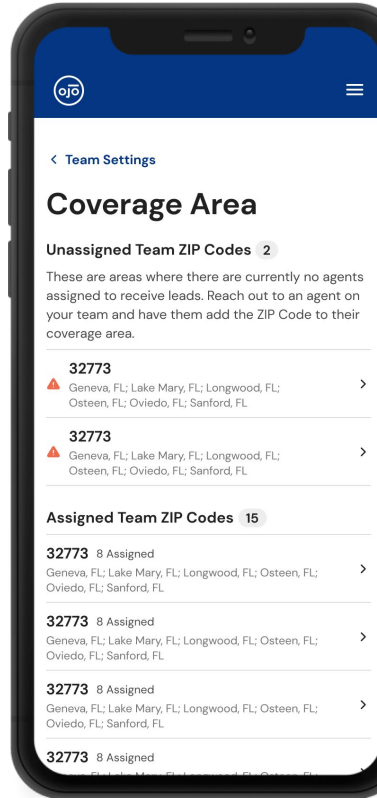 ojō
< Team Settings
Coverage Area
Unassigned Team ZIP Codes 2
These are areas where there are currently no agents
assigned to receive leads. Reach out to an agent on
your team and have them add the ZIP Code to their
coverage area.
32773
Geneva, FL; Lake Mary, FL; Longwood, FL;
Osteen, FL; Oviedo, FL; Sanford, FL
32773
Geneva, FL; Lake Mary, FL; Longwood, FL;
Osteen, FL; Oviedo, FL; Sanford, FL
Assigned Team ZIP Codes 15
32773 8 Assigned
Geneva, FL; Lake Mary, FL; Longwood, FL; Osteen, FL;
Oviedo, FL; Sanford, FL
32773 8 Assigned
Geneva, FL; Lake Mary, FL; Longwood, FL; Osteen, FL;
Oviedo, FL; Sanford, FL
32773 8 Assigned
Geneva, FL; Lake Mary, FL; Longwood, FL; Osteen, FL;
Oviedo, FL; Sanford, FL
32773 8 Assigned